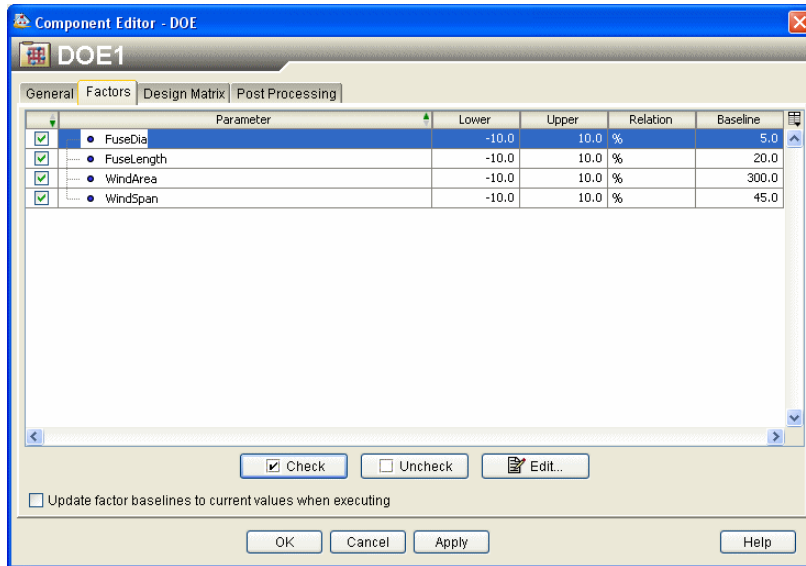 Component Editor - DOE
DOE1
General Factors Design Matrix Post Processing
Parameter Lower Upper Relation Baseline
FuseDia -10.0 10.0 % 5.0
FuseLength -10.0 10.0 % 20.0
WindArea -10.0 10.0 % 300.0
WindSpan -10.0 10.0 % 45.0
Check Uncheck Edit...
Update factor baselines to current values when executing
OK Cancel Apply Help